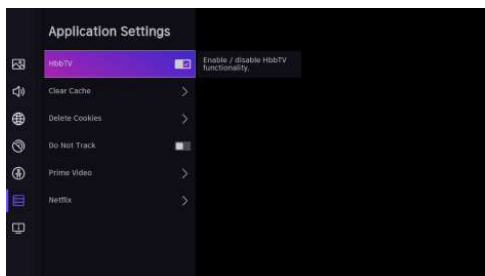 Application Settings
HbbTV
Enable / disable HbbTV
functionality.
Clear Cache
Delete Cookies
Do Not Track
Prime Video
Netflix